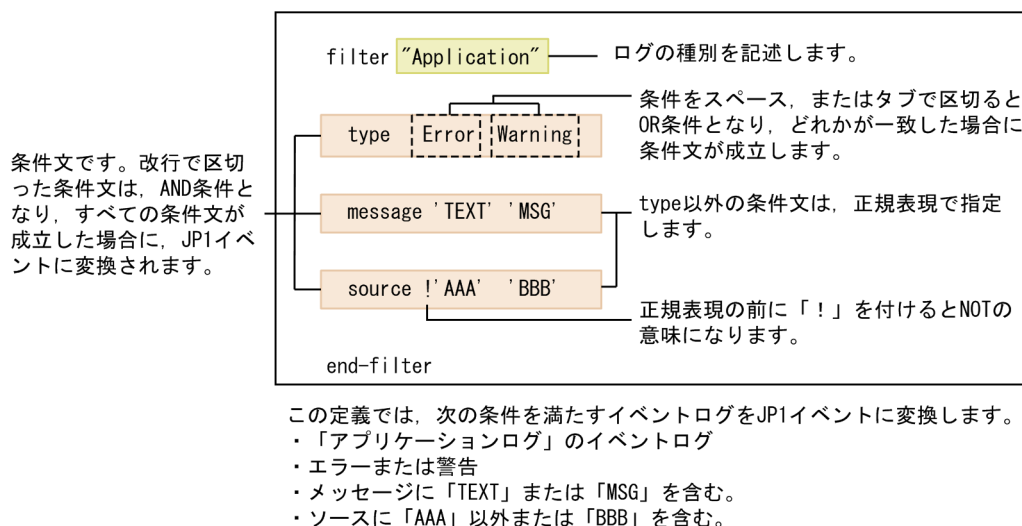 filter "Application"
ログの種別を記述します。
type Error Warning
条件をスペース，またはタブで区切ると
OR条件となり，どれかが一致した場合に
条件文が成立します。
条件文です。改行で区切
った条件文は，AND条件と
なり，すべての条件文が
成立した場合に，JP1イベ
ントに変換されます。
message 'TEXT' 'MSG'
type以外の条件文は，正規表現で指定
します。
source !'AAA' 'BBB'
正規表現の前に「！」を付けるとNOTの
意味になります。
end-filter
この定義では，次の条件を満たすイベントログをJP1イベントに変換します。
・「アプリケーションログ」のイベントログ
・エラーまたは警告
・メッセージに「TEXT」または「MSG」を含む。
・ソースに「AAA」以外または「BBB」を含む。